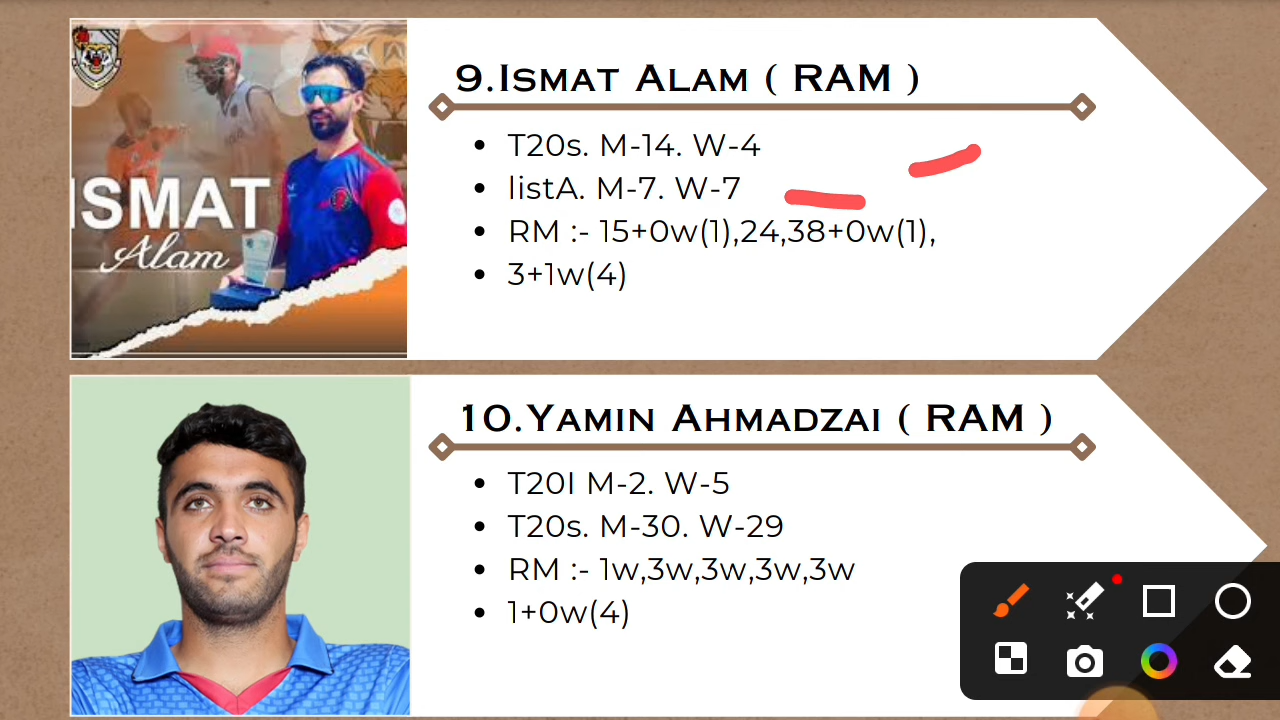 9.ISMAT ALAM ( RAM )
T20s. M-14. W-4
listA. M-7. W-7
RM :- 15+0w(1),24,38+0w(1),
3+1w(4)
ISMAT
Alam
10.YAMIN AHMADZAI ( RAM )
T20I M-2. W-5
T20s. M-30. W-29
RM :- 1w,3w,3w,3w,3w
1+0w(4)